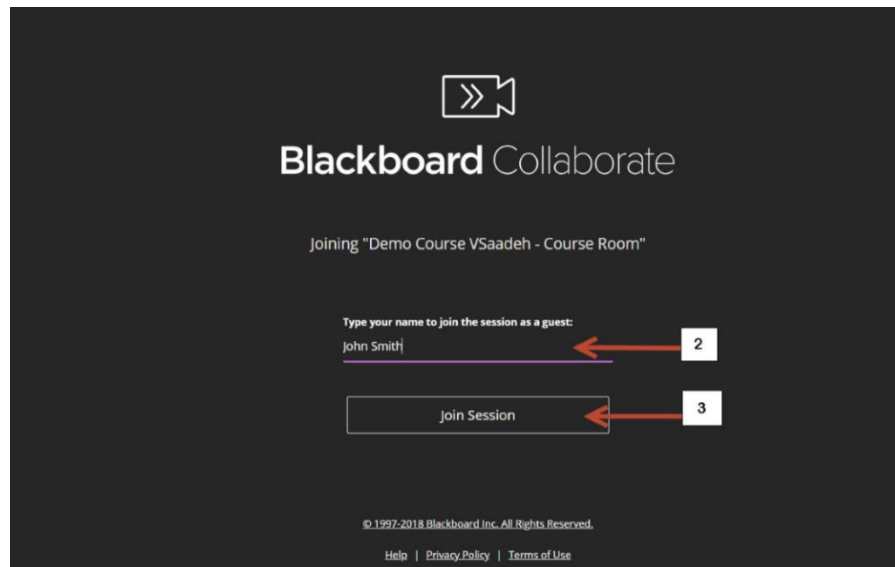 Blackboard Collaborate
Joining "Demo Course VSaadeh - Course Room"
Type your name to join the session as a guest:
John Smith
2
Join Session
3
© 1997-2018 Blackboard Inc. All Rights Reserved.
Help | Privacy Policy | Terms of Use